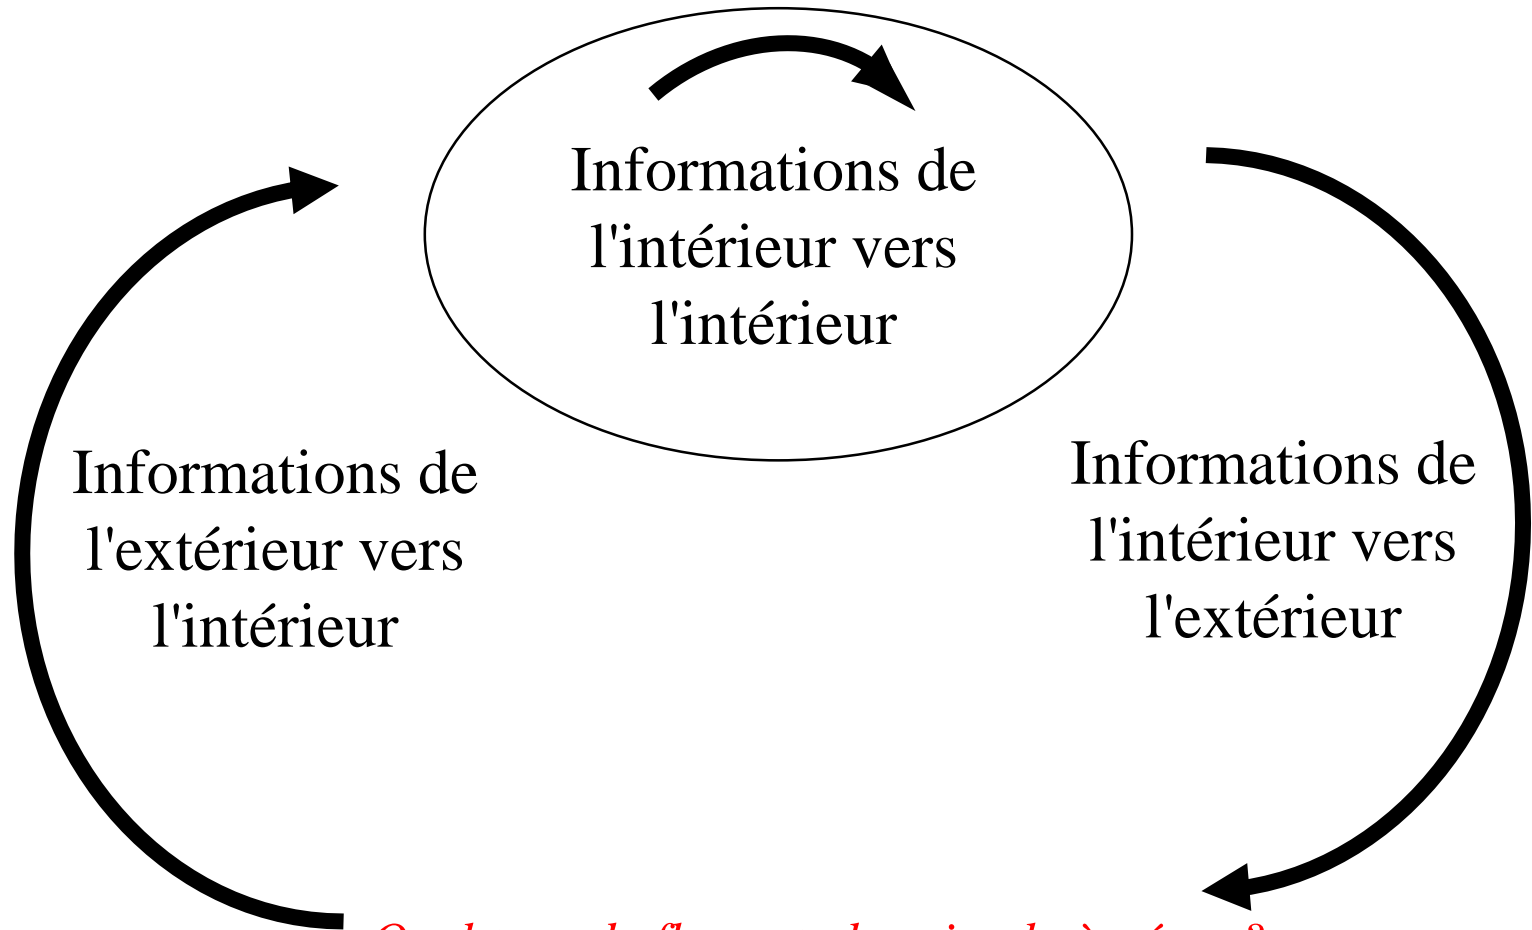 Informations de
l'intérieur vers
l'intérieur
Informations de
l'extérieur vers
l'intérieur
Informations de
l'intérieur vers
l'extérieur